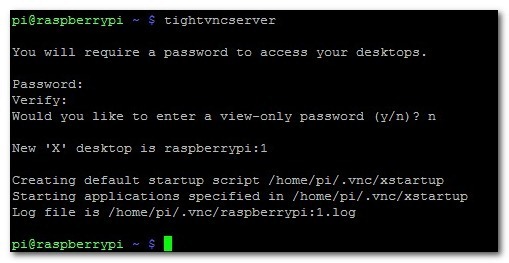 pi@raspberrypi ~ $ tightvncserver
You will require a password to access your desktops.
Password:
Verify:
Would you like to enter a view-only password (y/n)? n
New 'X' desktop is raspberrypi:1
Creating default startup script /home/pi/.vnc/xstartup
Starting applications specified in /home/pi/.vnc/xstartup
Log file is /home/pi/.vnc/raspberrypi:1.log
pi@raspberrypi ~ $